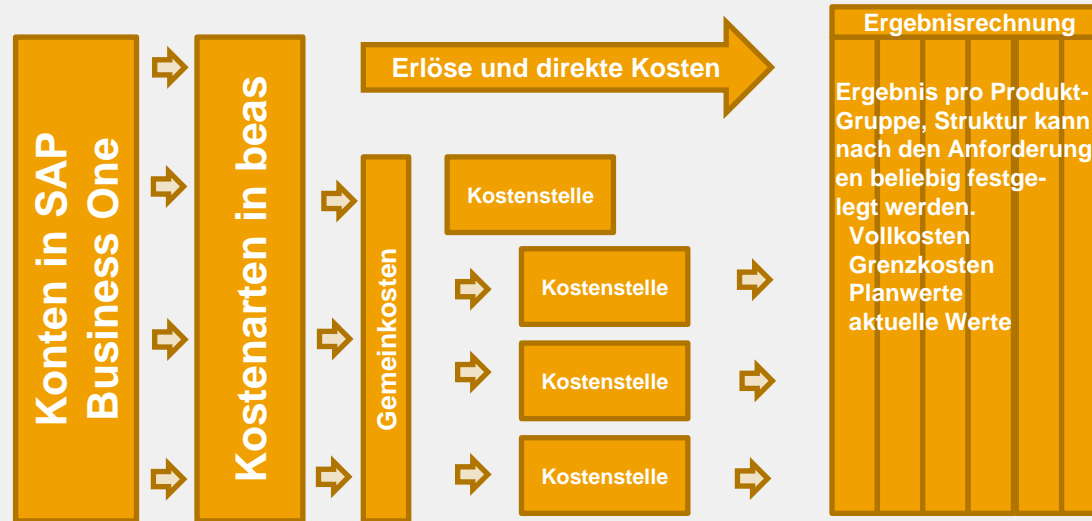 Konten in SAP
Business One
Kostenarten in beas
Erlöse und direkte Kosten
Gemeinkosten
Kostenstelle
Kostenstelle
Kostenstelle
Kostenstelle
Ergebnisrechnung
Ergebnis pro Produkt-
Gruppe, Struktur kann
nach den Anforderung
en beliebig festge-
legt werden.
Vollkosten
Grenzkosten
Planwerte
aktuelle Werte